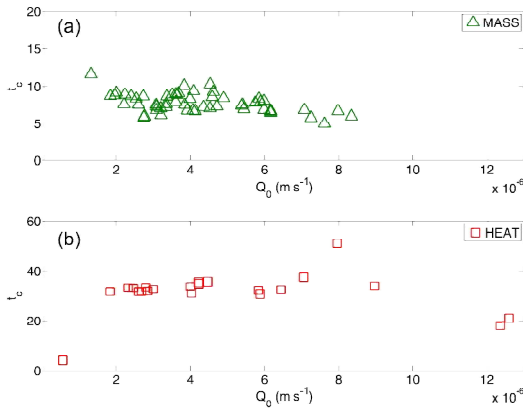 (a)
MASS
20
15
10
5
0
t_c
2 4 6 8 10 12
Q_0 (m s^-1)
x 10^-6
(b)
HEAT
60
40
20
0
t_c
2 4 6 8 10 12
Q_0 (m s^-1)
x 10^-6